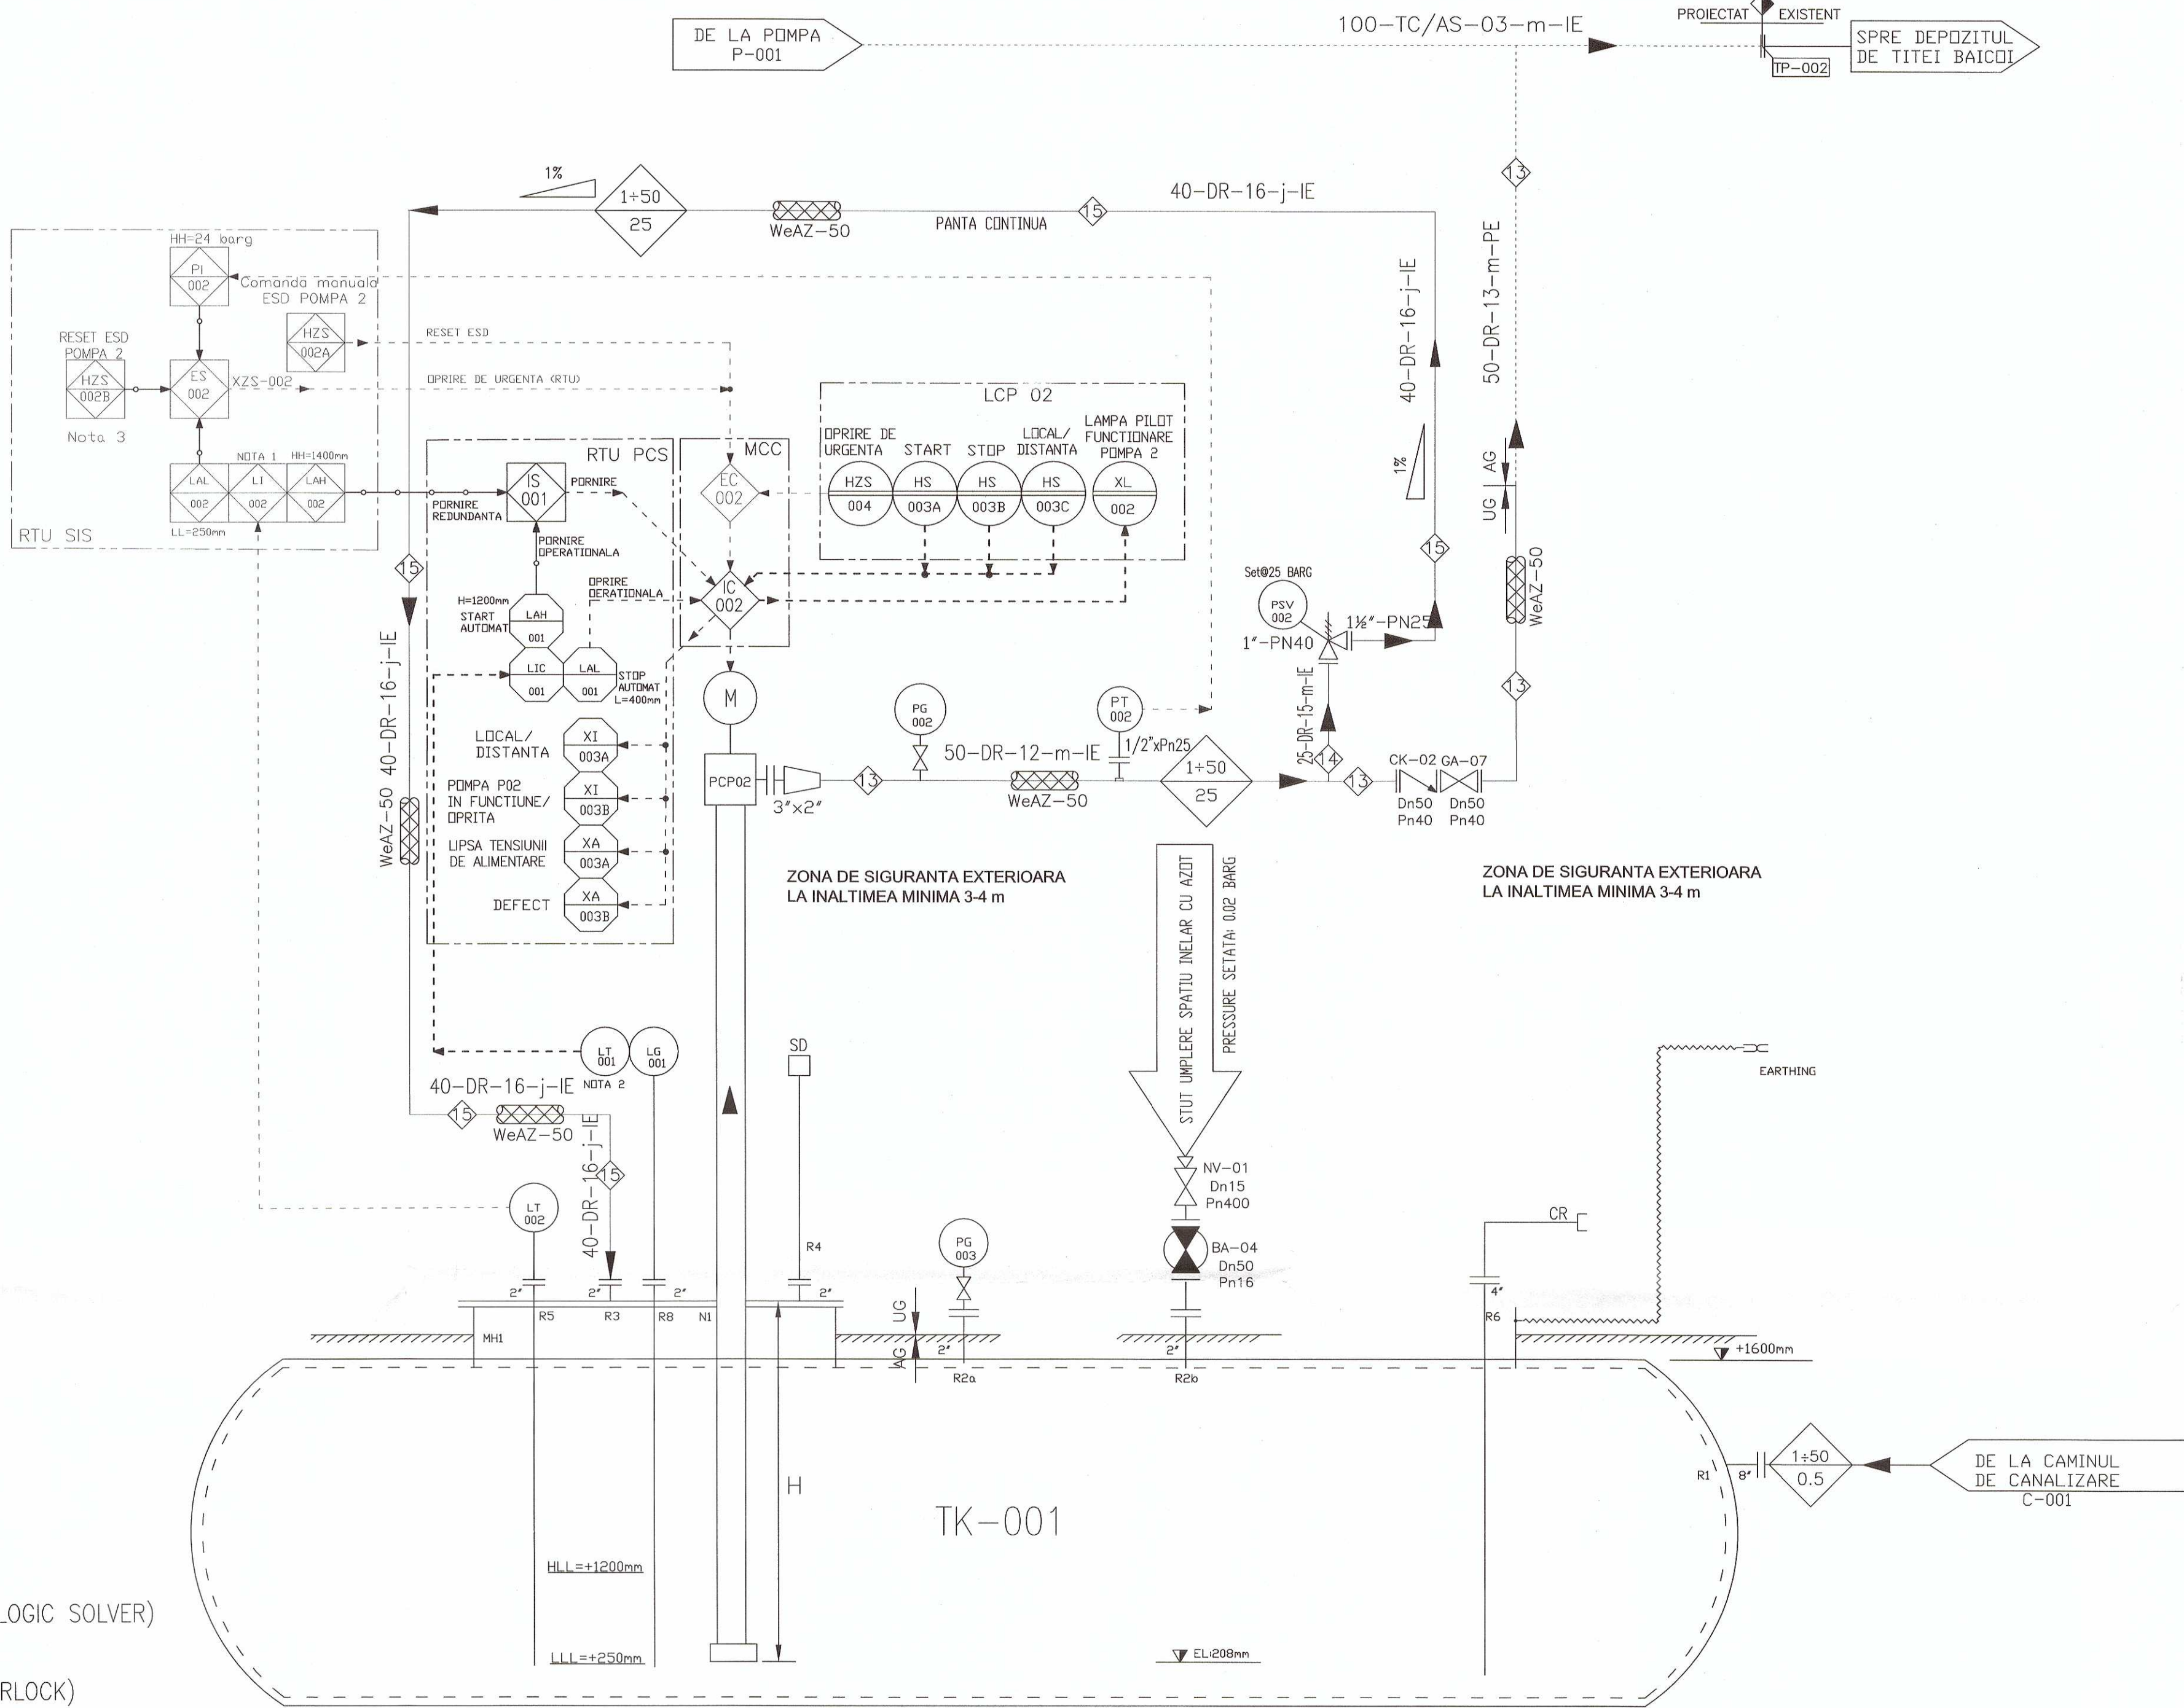 DE LA POMPA
P-001
100-TC/AS-03-m-IE
PROIECTAT
EXISTENT
TP-002
SPRE DEPOZITUL
DE TITEI BAICOI
1%
1÷50
25
WeAZ-50
PANTA CONTINUA
15
40-DR-16-j-IE
13
HH=24 barg
PI
002
Comanda manuala
ESD POMPA 2
HZS
002A
RESET ESD
RESET ESD
POMPA 2
HZS
002B
Nota 3
ES
002
XZS-002
OPRIRE DE URGENTA (RTU)
NOTA 1
HH=1400mm
LAL
002
LI
002
LAH
002
LL=250mm
RTU SIS
RTU PCS
IS
001
PORNIRE
PORNIRE
REDUNDANTA
PORNIRE
OPERATIONALA
OPRIRE
OERATIONALA
H=1200mm
START
AUTOMAT
LAH
001
LIC
001
LAL
001
STOP
AUTOMAT
L=400mm
LOCAL/
DISTANTA
XI
003A
POMPA P02
IN FUNCTIUNE/
OPRITA
XI
003B
LIPSA TENSIUNII
DE ALIMENTARE
XA
003A
DEFECT
XA
003B
MCC
EC
002
IC
002
LCP 02
OPRIRE DE
URGENTA
START
STOP
LOCAL/
DISTANTA
LAMPA PILOT
FUNCTIONARE
POMPA 2
HZS
004
HS
003A
HS
003B
HS
003C
XL
002
15
40-DR-16-j-IE
WeAZ-50
M
PCP02
3"x2"
13
PG
002
50-DR-12-m-IE
WeAZ-50
PT
002
1/2"xPn25
1÷50
25
Set@25 BARG
PSV
002
1"-PN40
1½"-PN25
25-DR-15-m-IE
14
13
CK-02
GA-07
Dn50
Pn40
Dn50
Pn40
40-DR-16-j-IE
1%
15
50-DR-13-m-PE
UG
AG
WeAZ-50
13
ZONA DE SIGURANTA EXTERIOARA
LA INALTIMEA MINIMA 3-4 m
ZONA DE SIGURANTA EXTERIOARA
LA INALTIMEA MINIMA 3-4 m
STUT UMPLERE SPATIU INELAR CU AZOT
PRESSURE SETATA: 0.02 BARG
LT
001
LG
001
NOTA 2
40-DR-16-j-IE
15
WeAZ-50
40-DR-16-j-IE
15
SD
EARTHING
LT
002
NV-01
Dn15
Pn400
BA-04
Dn50
Pn16
PG
003
CR
R4
2"
2"
2"
2"
R5
R3
R8
N1
MH1
UG
AG
2"
R2a
2"
R2b
4"
R6
+1600mm
R1
8"
1÷50
0.5
DE LA CAMINUL
DE CANALIZARE
C-001
H
TK-001
HLL=+1200mm
LLL=+250mm
EL:208mm
LOGIC SOLVER)
RLOCK)